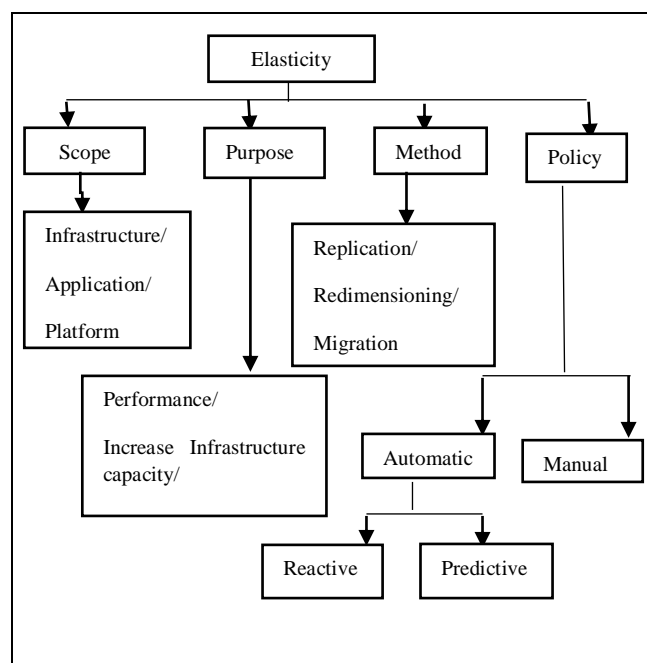 Elasticity
Scope
Purpose
Method
Policy
Infrastructure/
Application/
Platform
Replication/
Redimensioning/
Migration
Performance/
Increase Infrastructure
capacity/
Automatic
Manual
Reactive
Predictive